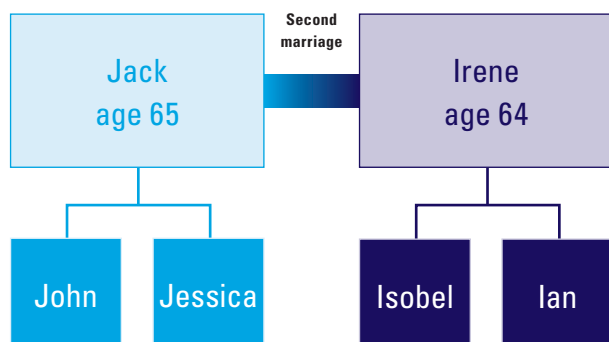 Second
marriage
Jack
age 65
Irene
age 64
John
Jessica
Isobel
Ian